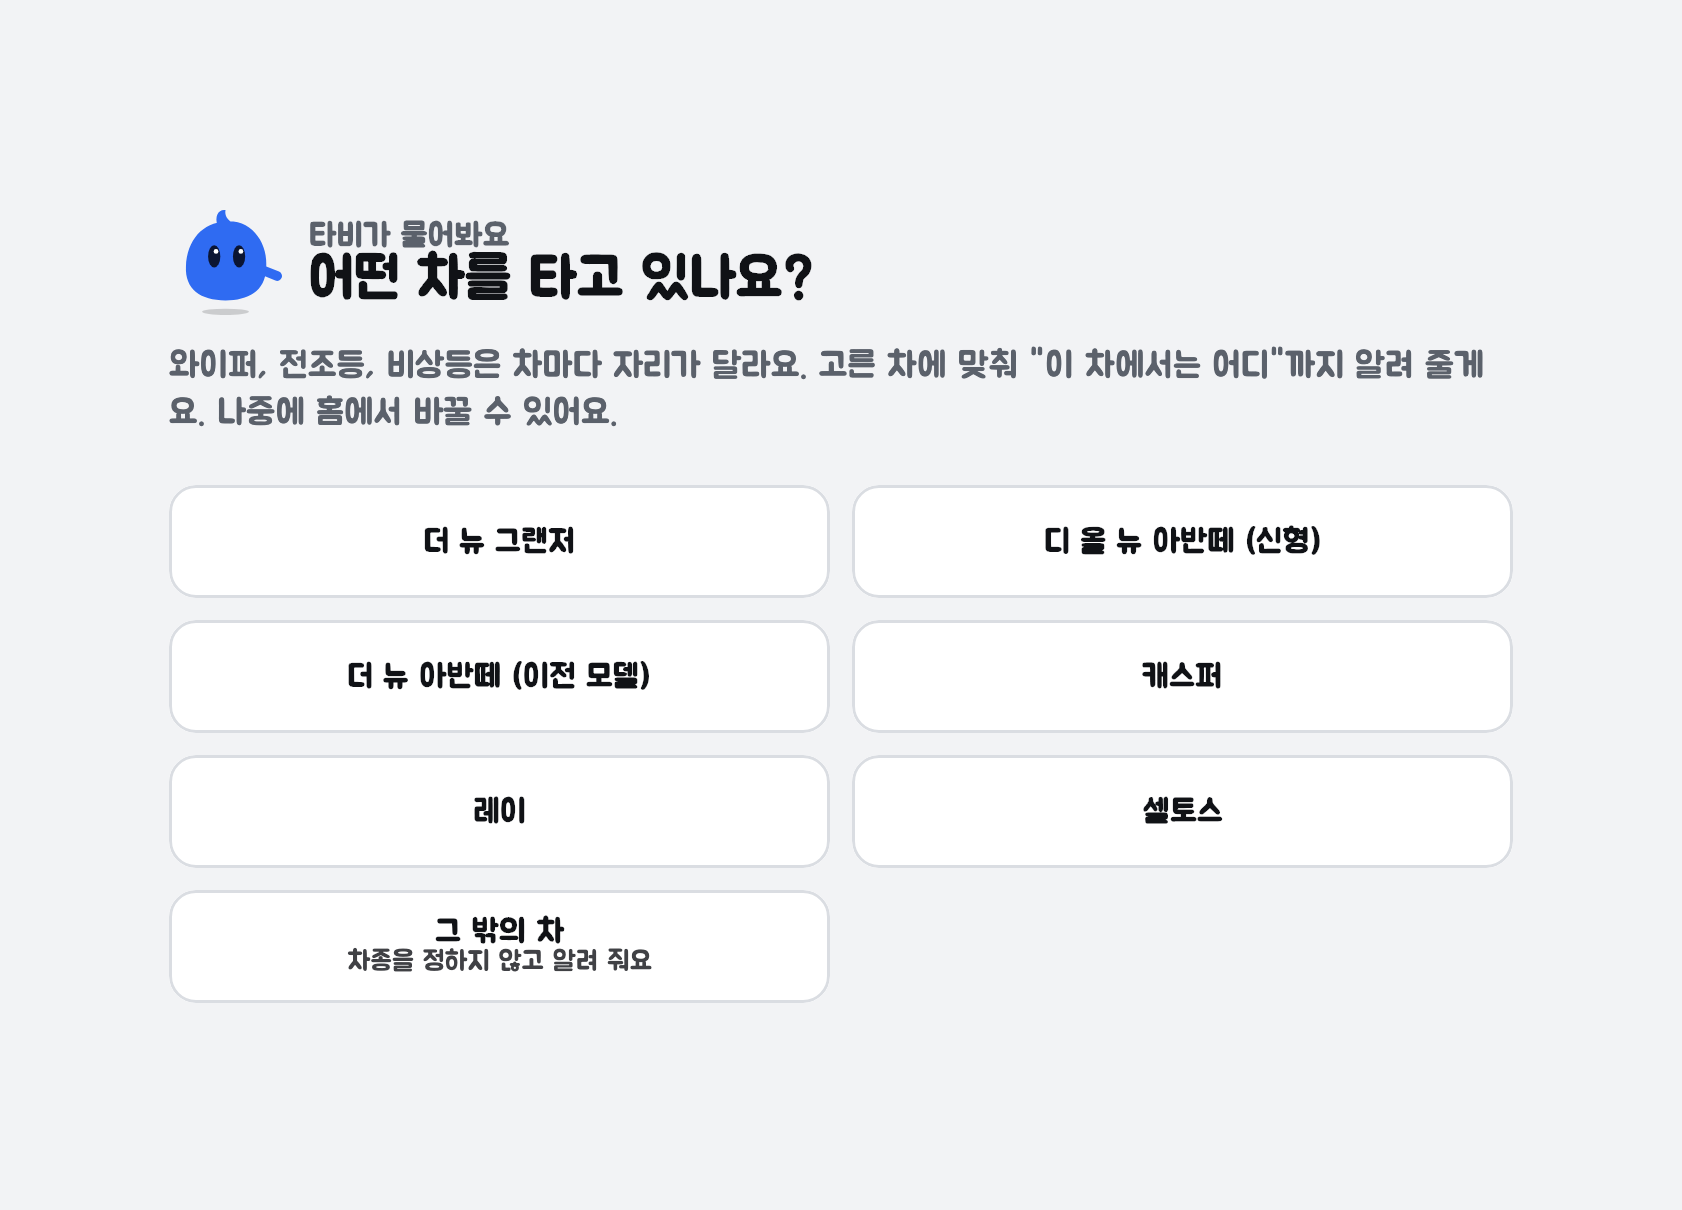 타비가 물어봐요
어떤 차를 타고 있나요?
와이퍼, 전조등, 비상등은 차마다 자리가 달라요. 고른 차에 맞춰 "이 차에서는 어디"까지 알려 줄게
요. 나중에 홈에서 바꿀 수 있어요.
더 뉴 그랜저
디 올 뉴 아반떼 (신형)
더 뉴 아반떼 (이전 모델)
캐스퍼
레이
셀토스
그 밖의 차
차종을 정하지 않고 알려 줘요